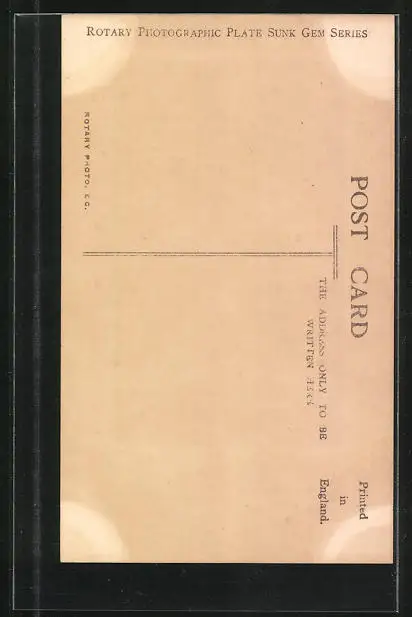 ROTARY PHOTOGRAPHIC PLATE SUNK GEM SERIES
POST CARD
THE ADDRESS ONLY TO BE
WRITTEN HERE
Printed
in
England.
ROTARY PHOTO, E.C.